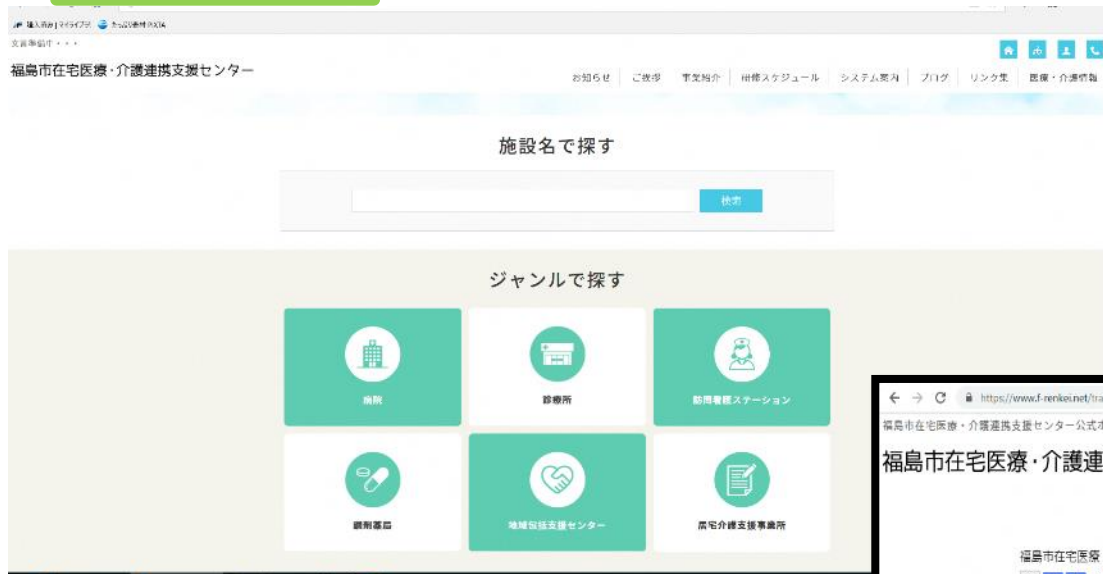 文言準備中・・・
福島市在宅医療・介護連携支援センター
お知らせ
ご挨拶
事業紹介
研修スケジュール
システム案内
ブログ
リンク集
医療・介護情報
施設名で探す
検索
ジャンルで探す
病院
診療所
訪問看護ステーション
調剤薬局
地域包括支援センター
居宅介護支援事業所
https://www.f-renkei.net/tra
福島市在宅医療・介護連携支援センター公式ホ
福島市在宅医療・介護連
福島市在宅医療